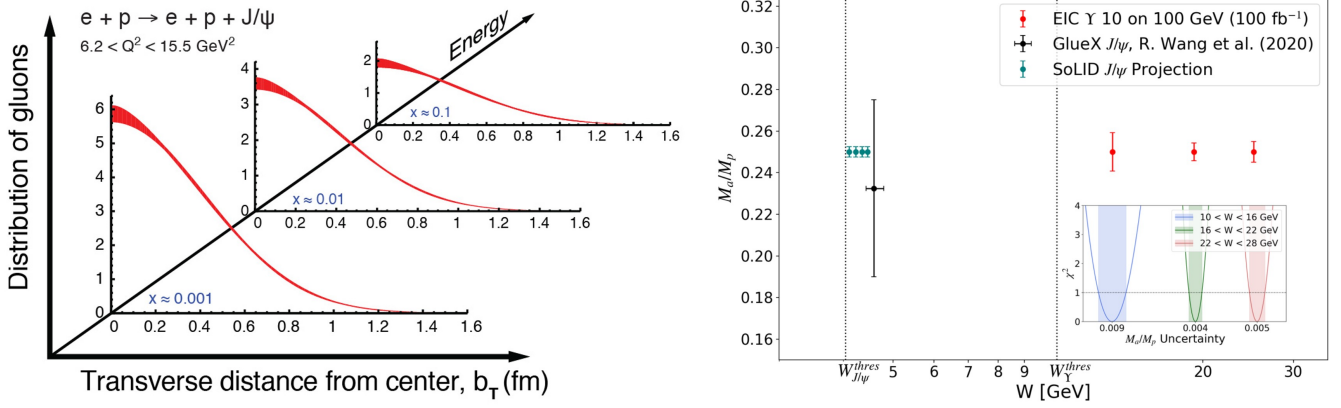 e + p → e + p + J/ψ
6.2 < Q² < 15.5 GeV²
Distribution of gluons
Energy
x ≈ 0.1
2
1
0
0 0.2 0.4 0.6 0.8 1 1.2 1.4 1.6
x ≈ 0.01
4
3
2
1
0
0 0.2 0.4 0.6 0.8 1 1.2 1.4 1.6
x ≈ 0.001
6
5
4
3
2
1
0
0 0.2 0.4 0.6 0.8 1 1.2 1.4 1.6
Transverse distance from center, b_T (fm)
EIC ϒ 10 on 100 GeV (100 fb⁻¹)
GlueX J/ψ, R. Wang et al. (2020)
SoLID J/ψ Projection
M_a/M_p
0.32
0.30
0.28
0.26
0.24
0.22
0.20
0.18
0.16
10 < W < 16 GeV
16 < W < 22 GeV
22 < W < 28 GeV
χ²
4
3
2
1
0
0.009 0.004 0.005
M_a/M_p Uncertainty
W_{J/ψ}^{thres} 5 6 7 8 9 W_ϒ^{thres} 20 30
W [GeV]